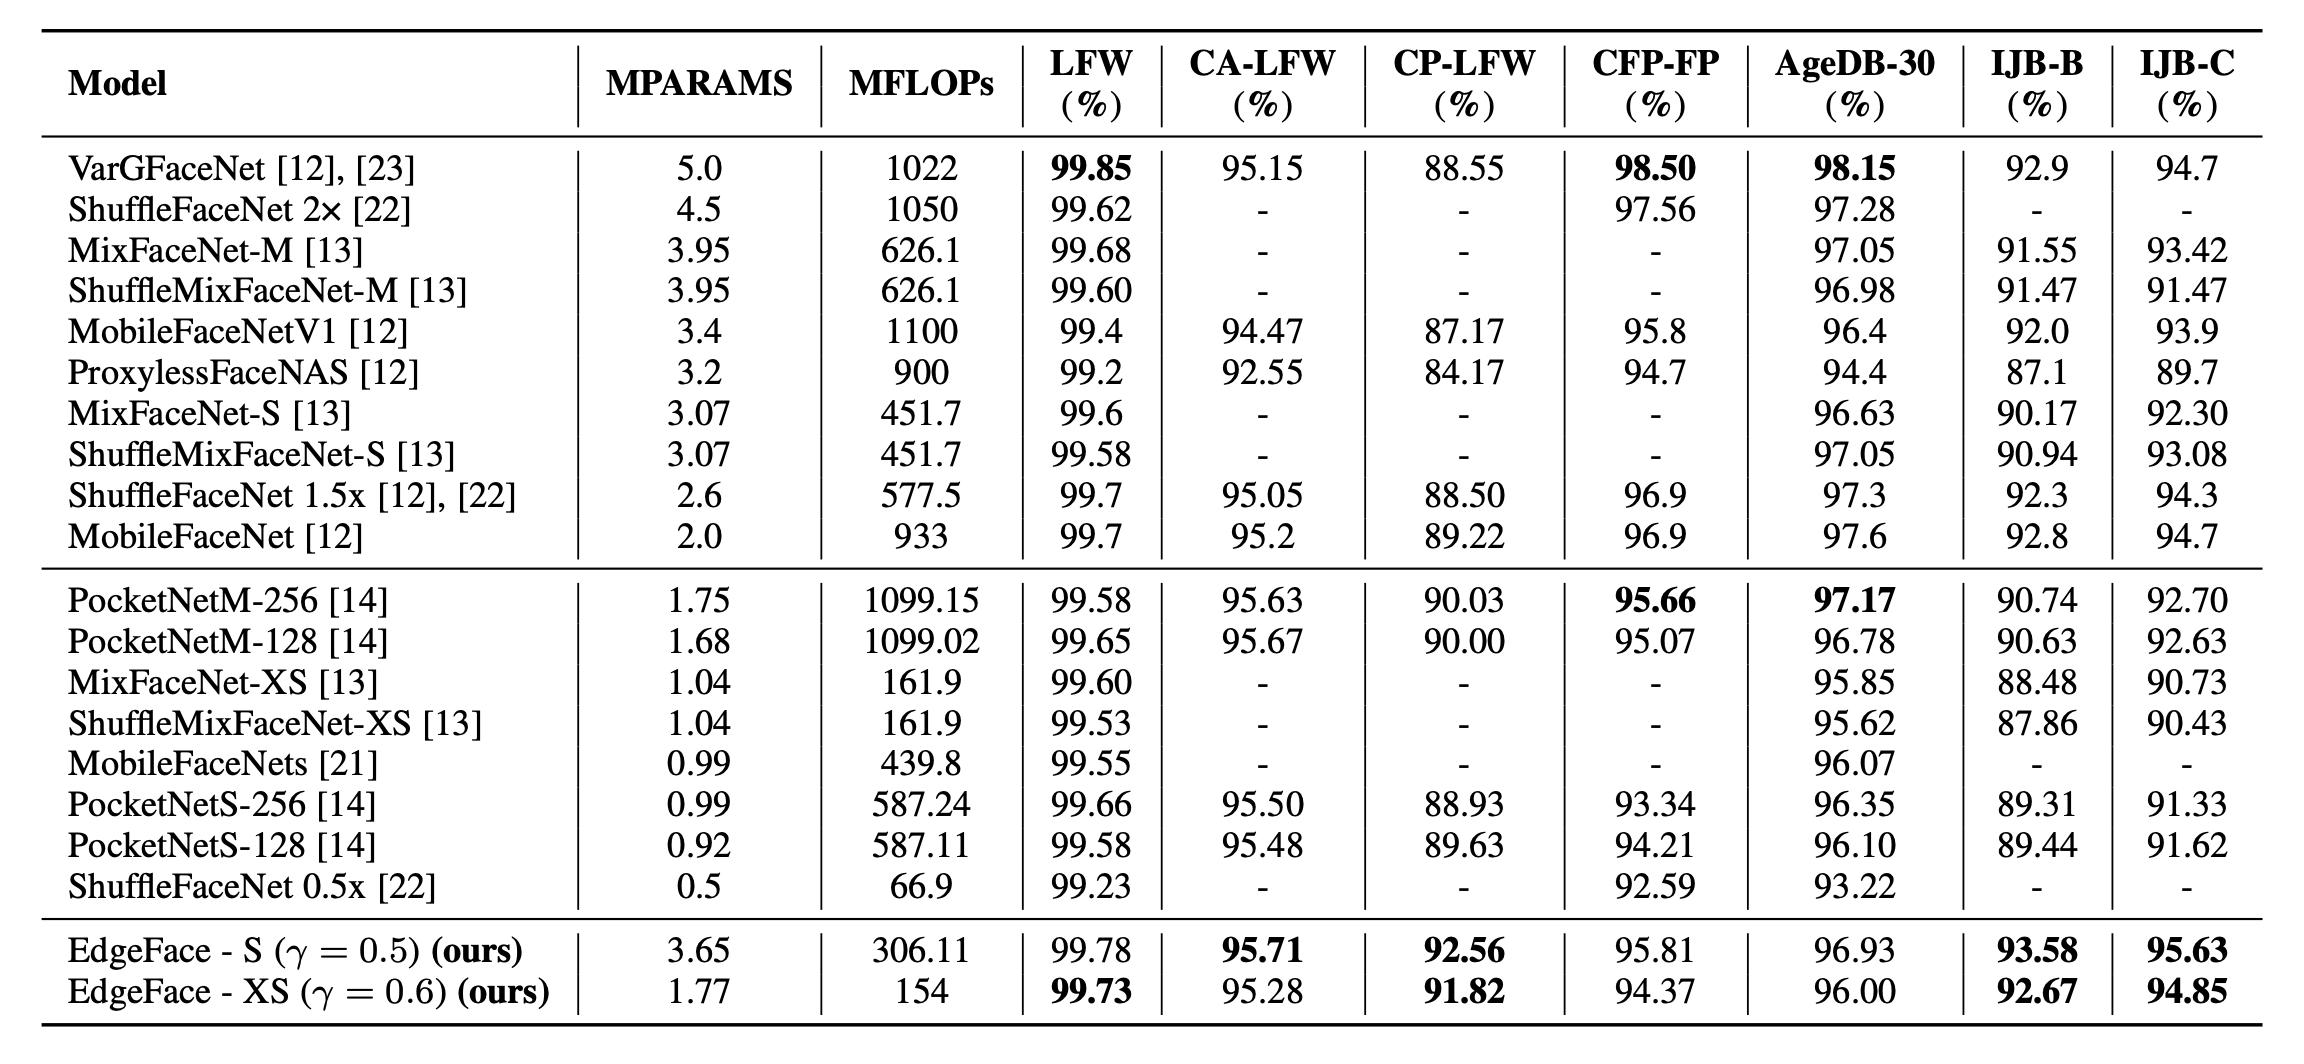 Model MPARAMS MFLOPs LFW (%) CA-LFW (%) CP-LFW (%) CFP-FP (%) AgeDB-30 (%) IJB-B (%) IJB-C (%)
VarGFaceNet [12], [23] 5.0 1022 99.85 95.15 88.55 98.50 98.15 92.9 94.7
ShuffleFaceNet 2× [22] 4.5 1050 99.62 - - 97.56 97.28 - -
MixFaceNet-M [13] 3.95 626.1 99.68 - - - 97.05 91.55 93.42
ShuffleMixFaceNet-M [13] 3.95 626.1 99.60 - - - 96.98 91.47 91.47
MobileFaceNetV1 [12] 3.4 1100 99.4 94.47 87.17 95.8 96.4 92.0 93.9
ProxylessFaceNAS [12] 3.2 900 99.2 92.55 84.17 94.7 94.4 87.1 89.7
MixFaceNet-S [13] 3.07 451.7 99.6 - - - 96.63 90.17 92.30
ShuffleMixFaceNet-S [13] 3.07 451.7 99.58 - - - 97.05 90.94 93.08
ShuffleFaceNet 1.5x [12], [22] 2.6 577.5 99.7 95.05 88.50 96.9 97.3 92.3 94.3
MobileFaceNet [12] 2.0 933 99.7 95.2 89.22 96.9 97.6 92.8 94.7
PocketNetM-256 [14] 1.75 1099.15 99.58 95.63 90.03 95.66 97.17 90.74 92.70
PocketNetM-128 [14] 1.68 1099.02 99.65 95.67 90.00 95.07 96.78 90.63 92.63
MixFaceNet-XS [13] 1.04 161.9 99.60 - - - 95.85 88.48 90.73
ShuffleMixFaceNet-XS [13] 1.04 161.9 99.53 - - - 95.62 87.86 90.43
MobileFaceNets [21] 0.99 439.8 99.55 - - - 96.07 - -
PocketNetS-256 [14] 0.99 587.24 99.66 95.50 88.93 93.34 96.35 89.31 91.33
PocketNetS-128 [14] 0.92 587.11 99.58 95.48 89.63 94.21 96.10 89.44 91.62
ShuffleFaceNet 0.5x [22] 0.5 66.9 99.23 - - 92.59 93.22 - -
EdgeFace - S (γ = 0.5) (ours) 3.65 306.11 99.78 95.71 92.56 95.81 96.93 93.58 95.63
EdgeFace - XS (γ = 0.6) (ours) 1.77 154 99.73 95.28 91.82 94.37 96.00 92.67 94.85